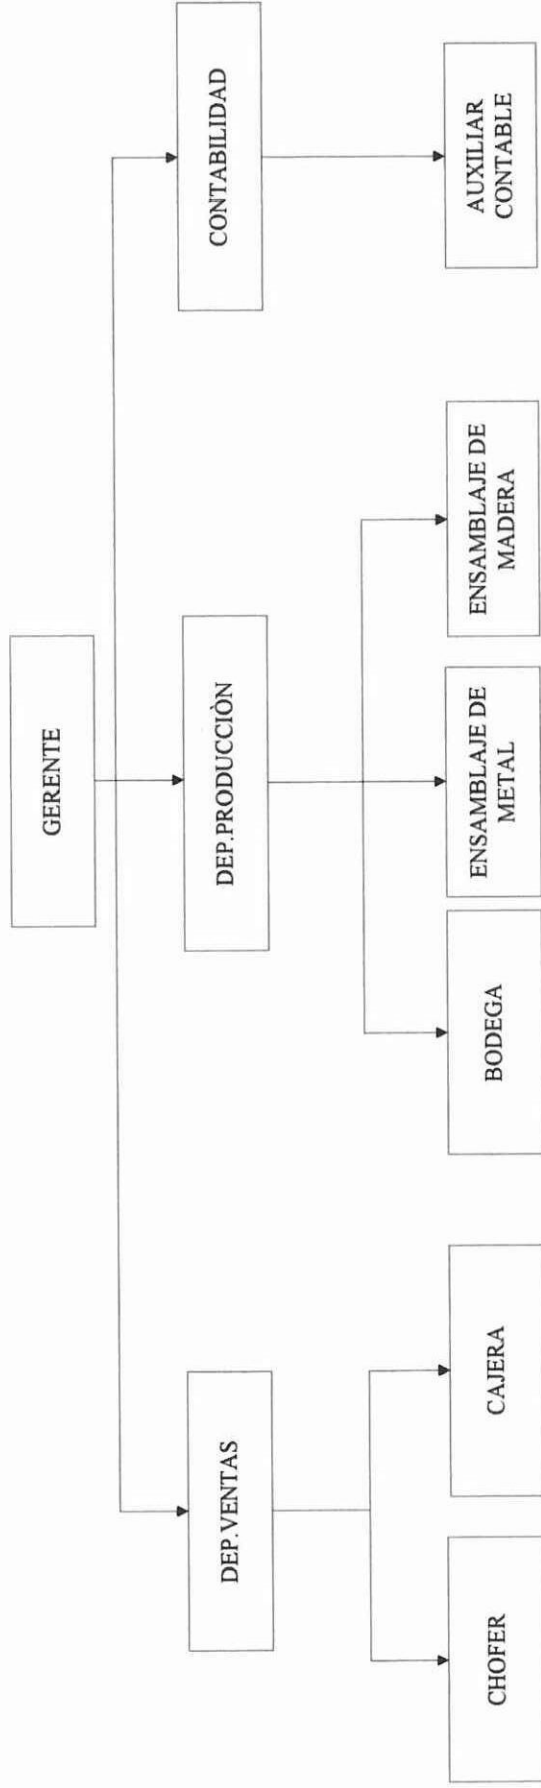 GERENTE
DEP.VENTAS
DEP.PRODUCCIÒN
CONTABILIDAD
CHOFER
CAJERA
BODEGA
ENSAMBLAJE DE
METAL
ENSAMBLAJE DE
MADERA
AUXILIAR
CONTABLE